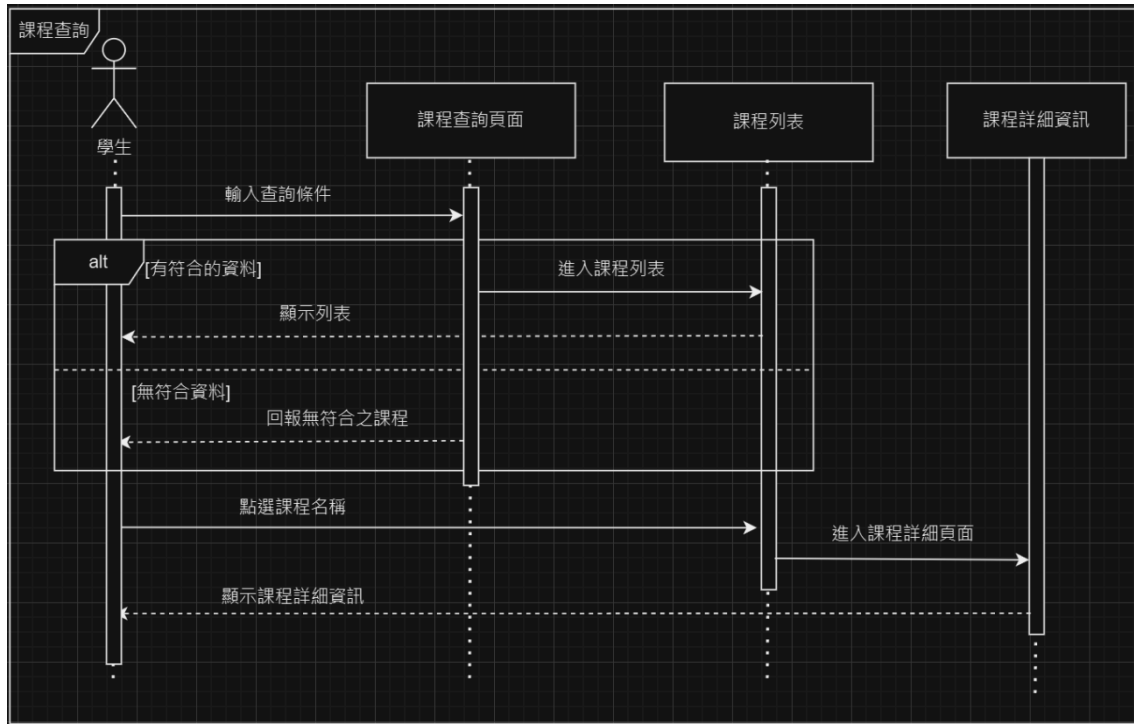 課程查詢
學生
課程查詢頁面
課程列表
課程詳細資訊
輸入查詢條件
alt
[有符合的資料]
進入課程列表
顯示列表
[無符合資料]
回報無符合之課程
點選課程名稱
進入課程詳細頁面
顯示課程詳細資訊